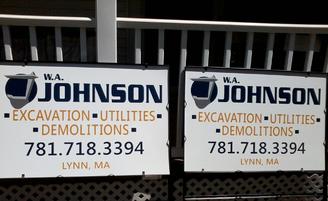 W.A.
JOHNSON
▪EXCAVATION▪UTILITIES▪
▪DEMOLITIONS▪
781.718.3394
LYNN, MA
W.A.
JOHNSON
▪EXCAVATION▪UTILITIES▪
▪DEMOLITIONS▪
781.718.3394
LYNN, MA